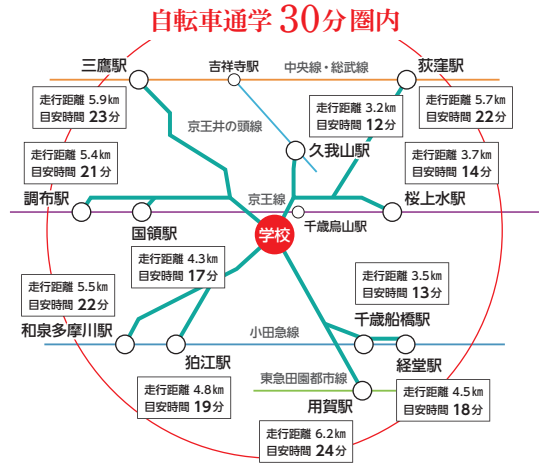 自転車通学 30分圏内
三鷹駅
吉祥寺駅
中央線・総武線
荻窪駅
走行距離 5.9㎞
目安時間 23分
京王井の頭線
走行距離 3.2㎞
目安時間 12分
走行距離 5.7㎞
目安時間 22分
久我山駅
走行距離 5.4㎞
目安時間 21分
走行距離 3.7㎞
目安時間 14分
調布駅
京王線
桜上水駅
国領駅
学校
千歳烏山駅
走行距離 4.3㎞
目安時間 17分
走行距離 3.5㎞
目安時間 13分
走行距離 5.5㎞
目安時間 22分
千歳船橋駅
和泉多摩川駅
小田急線
狛江駅
経堂駅
東急田園都市線
走行距離 4.8㎞
目安時間 19分
用賀駅
走行距離 4.5㎞
目安時間 18分
走行距離 6.2㎞
目安時間 24分